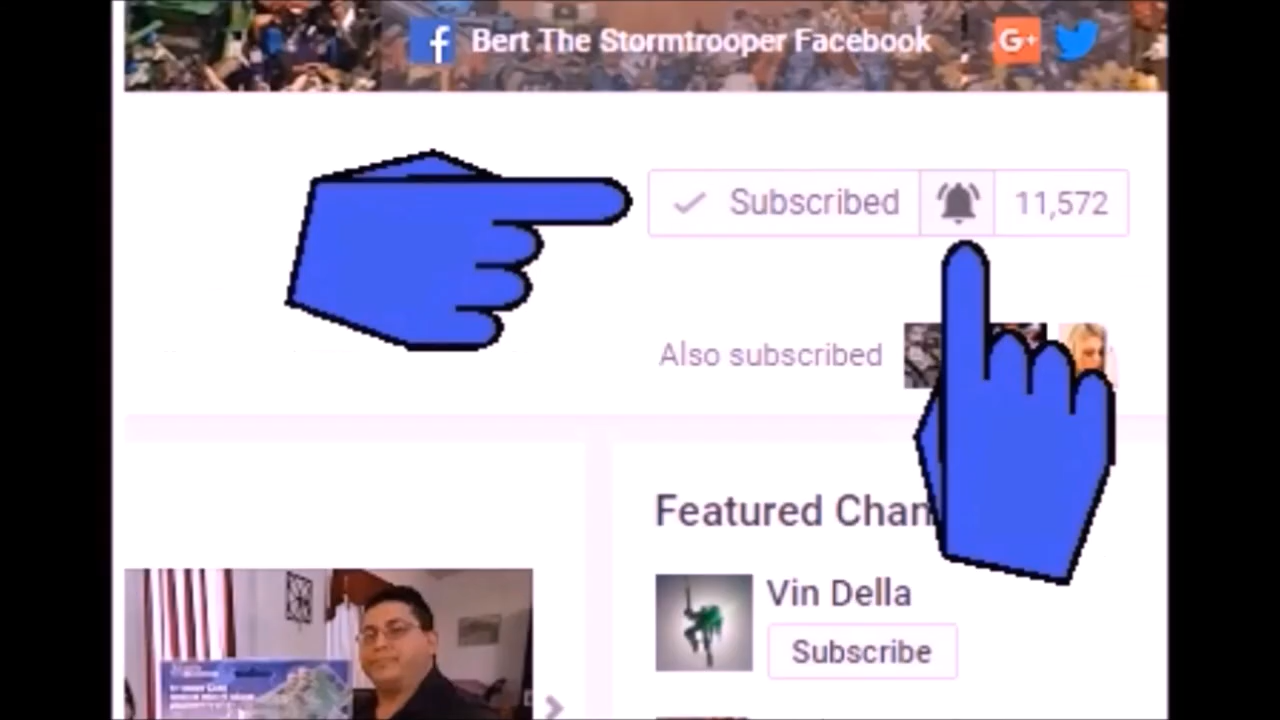 f Bert The Stormtrooper Facebook G+
Subscribed 11,572
Also subscribed
Featured Chan
Vin Della
Subscribe